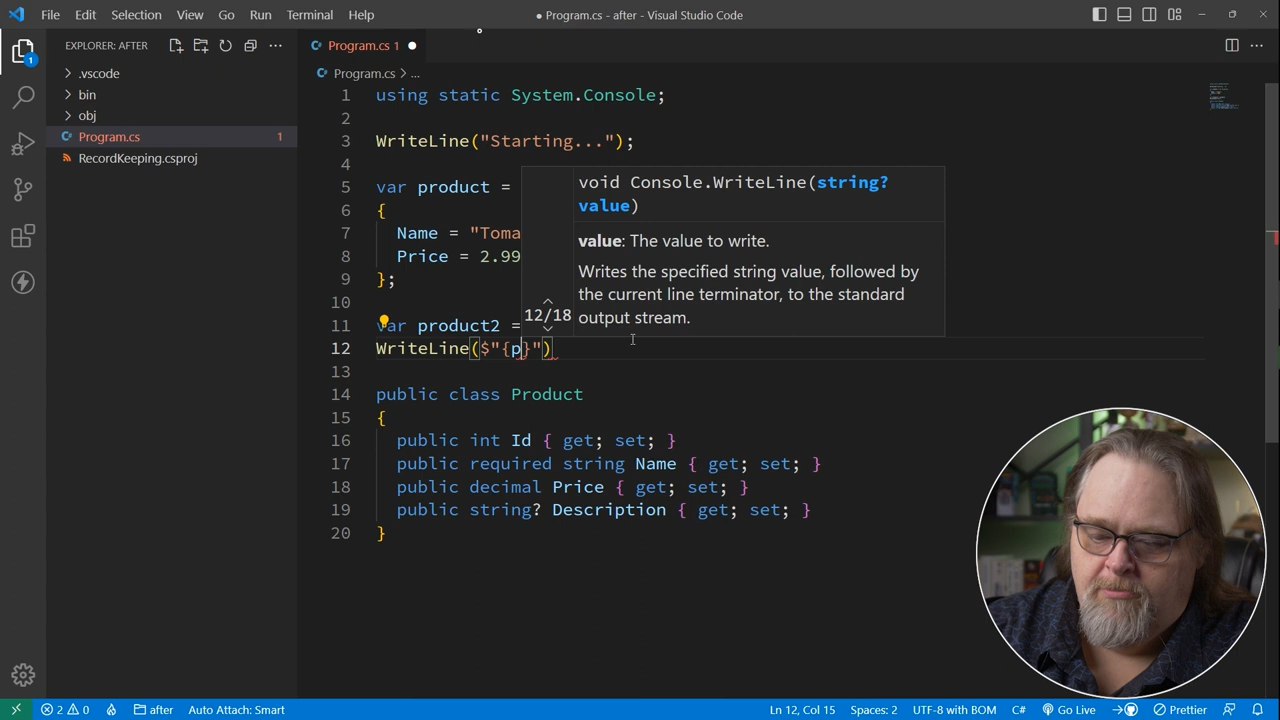 File Edit Selection View Go Run Terminal Help
● Program.cs - after - Visual Studio Code
EXPLORER: AFTER
.vscode
bin
obj
Program.cs 1
RecordKeeping.csproj
1
Program.cs 1 ●
Program.cs > ...
1 using static System.Console;
2
3 WriteLine("Starting...");
4
5 var product =
6 {
7 Name = "Toma
8 Price = 2.99
9 };
10
11 var product2 =
12 WriteLine($"{p}")
13
14 public class Product
15 {
16 public int Id { get; set; }
17 public required string Name { get; set; }
18 public decimal Price { get; set; }
19 public string? Description { get; set; }
20 }
12/18
void Console.WriteLine(string?
value)
value: The value to write.
Writes the specified string value, followed by
the current line terminator, to the standard
output stream.
2 0 after Auto Attach: Smart
Ln 12, Col 15 Spaces: 2 UTF-8 with BOM C# Go Live Prettier